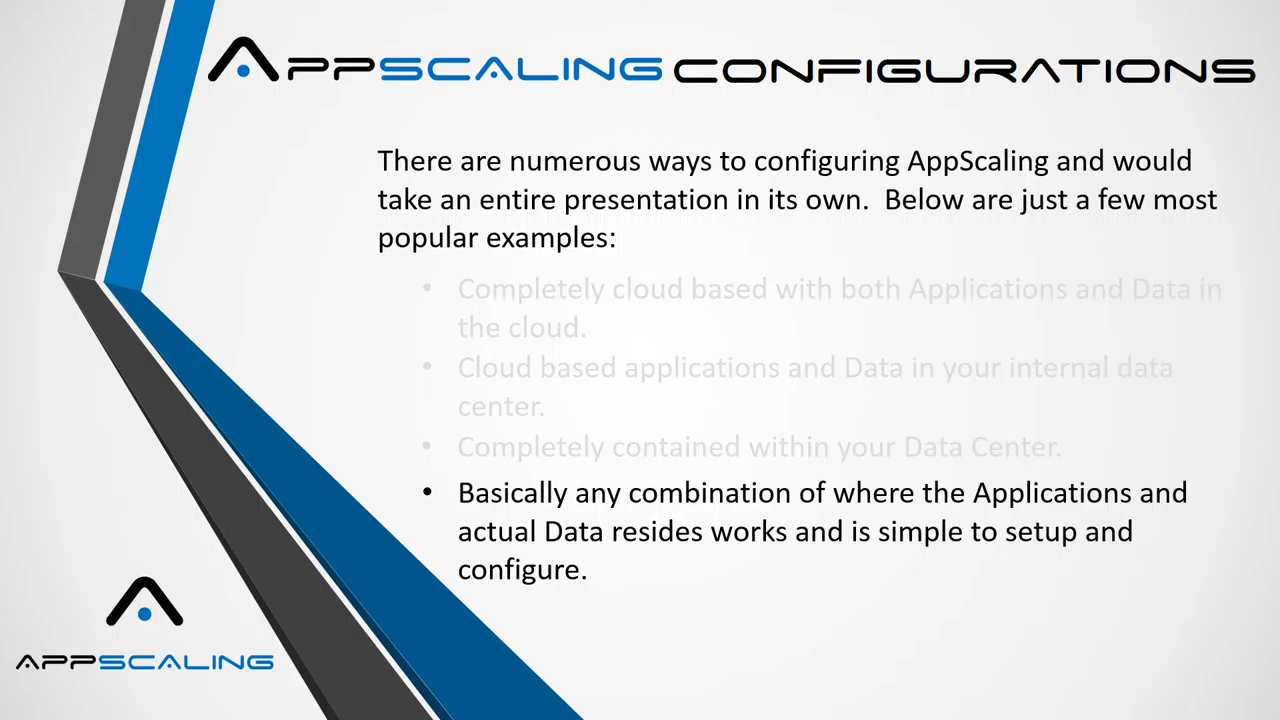 APPSCALING CONFIGURATIONS
There are numerous ways to configuring AppScaling and would
take an entire presentation in its own.  Below are just a few most
popular examples:
• Completely cloud based with both Applications and Data in
the cloud.
• Cloud based applications and Data in your internal data
center.
• Completely contained within your Data Center.
• Basically any combination of where the Applications and
actual Data resides works and is simple to setup and
configure.
APPSCALING